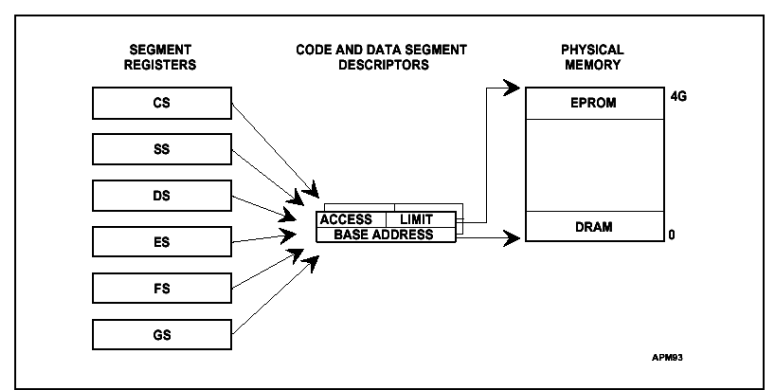 SEGMENT
REGISTERS
CODE AND DATA SEGMENT
DESCRIPTORS
PHYSICAL
MEMORY
CS
SS
DS
ES
FS
GS
ACCESS
LIMIT
BASE ADDRESS
EPROM
4G
DRAM
0
APM93